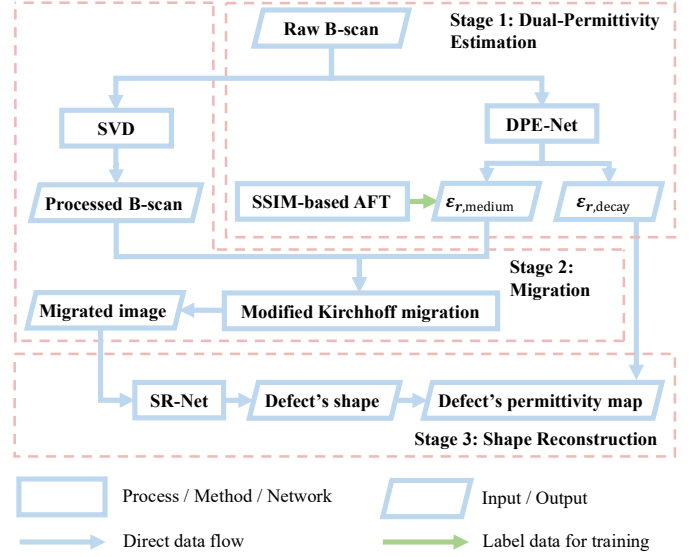 Raw B-scan
Stage 1: Dual-Permittivity
Estimation
SVD
DPE-Net
Processed B-scan
SSIM-based AFT
εr,medium
εr,decay
Stage 2:
Migration
Migrated image
Modified Kirchhoff migration
SR-Net
Defect's shape
Defect's permittivity map
Stage 3: Shape Reconstruction
Process / Method / Network
Input / Output
Direct data flow
Label data for training